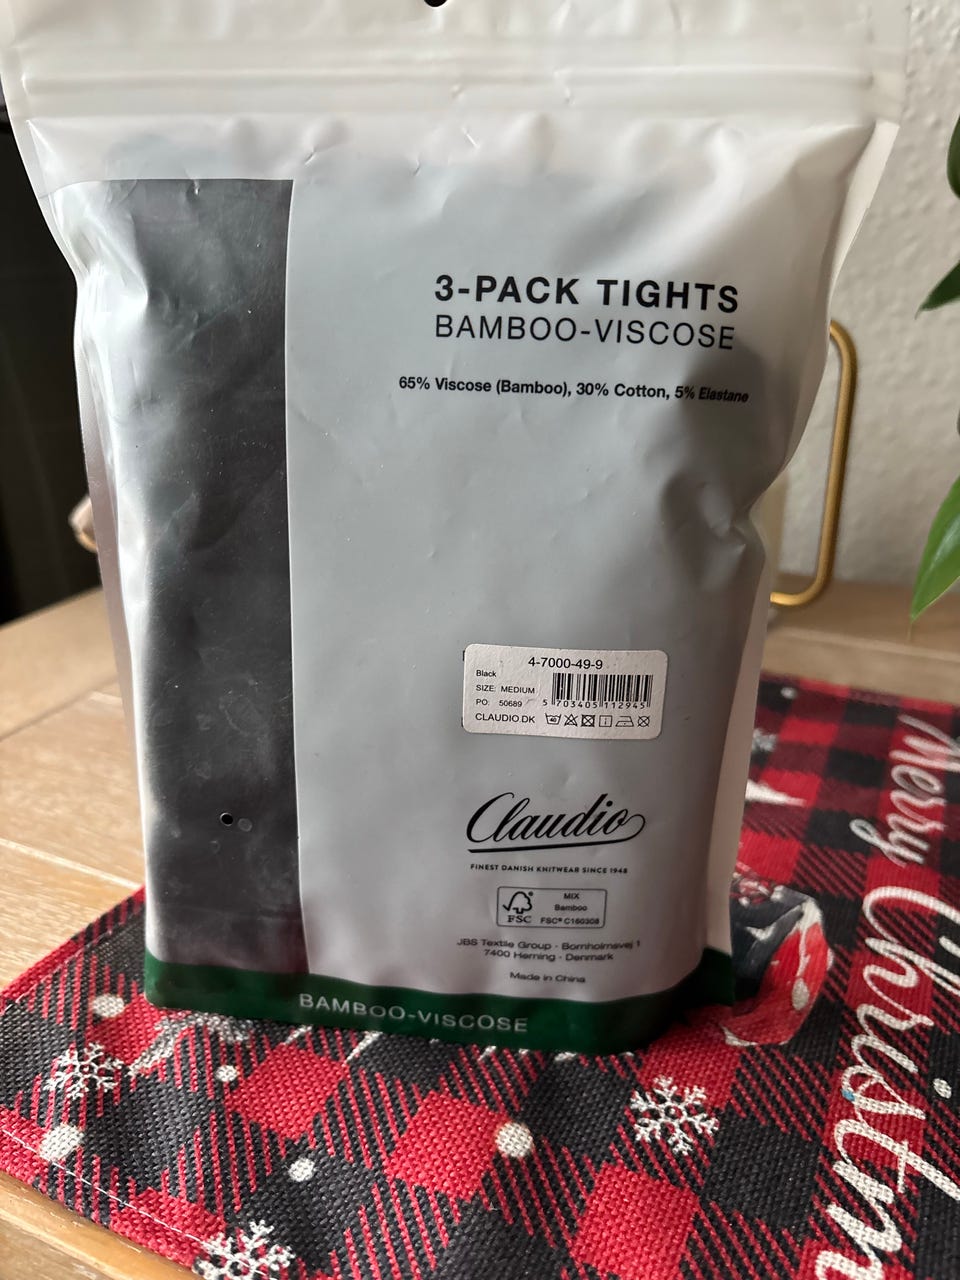 3-PACK TIGHTS
BAMBOO-VISCOSE
65% Viscose (Bamboo), 30% Cotton, 5% Elastane
4-7000-49-9
Black
SIZE: MEDIUM
PO: 50689
5 703405 112945
CLAUDIO.DK
Claudio
FINEST DANISH KNITWEAR SINCE 1948
FSC®
MIX
Bamboo
FSC® C160308
JBS Textile Group · Bornholmsvej 1
7400 Herning · Denmark
Made in China
BAMBOO-VISCOSE
Merry